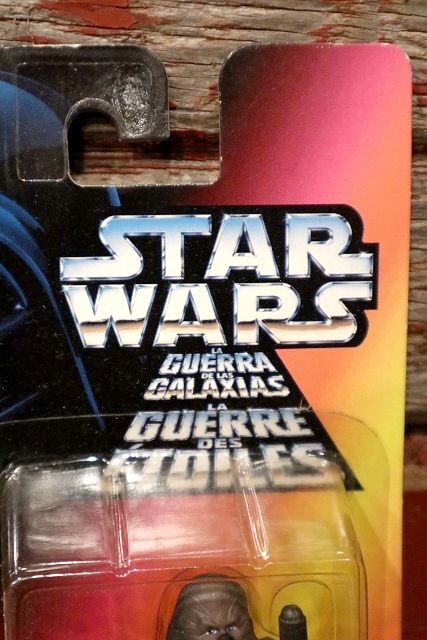 STAR
WARS
LA
GUERRA
DE LAS
GALAXIAS
LA
GUERRE
DES
ETOILES